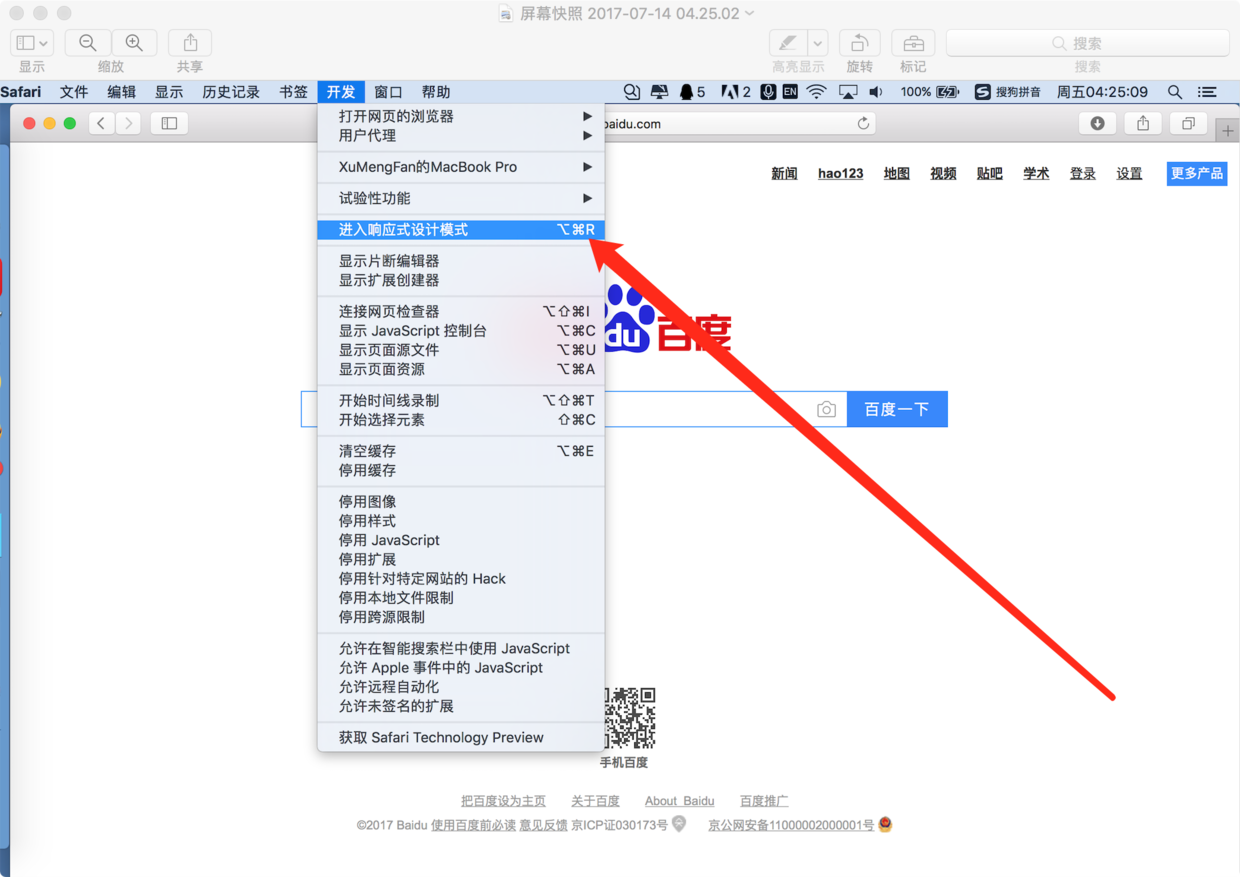 屏幕快照 2017-07-14 04.25.02
显示 缩放 共享 高亮显示 旋转 标记 搜索
搜索
Safari 文件 编辑 显示 历史记录 书签 开发 窗口 帮助 5 2 EN 100% 搜狗拼音 周五04:25:09
baidu.com
新闻 hao123 地图 视频 贴吧 学术 登录 设置 更多产品
打开网页的浏览器
用户代理
XuMengFan的MacBook Pro
试验性功能
进入响应式设计模式 ⌥⌘R
显示片断编辑器
显示扩展创建器
连接网页检查器 ⌥⇧⌘I
显示 JavaScript 控制台 ⌥⌘C
显示页面源文件 ⌥⌘U
显示页面资源 ⌥⌘A
开始时间线录制 ⌥⇧⌘T
开始选择元素 ⇧⌘C
清空缓存 ⌥⌘E
停用缓存
停用图像
停用样式
停用 JavaScript
停用扩展
停用针对特定网站的 Hack
停用本地文件限制
停用跨源限制
允许在智能搜索栏中使用 JavaScript
允许 Apple 事件中的 JavaScript
允许远程自动化
允许未签名的扩展
获取 Safari Technology Preview
du 百度
百度一下
手机百度
把百度设为主页 关于百度 About Baidu 百度推广
©2017 Baidu 使用百度前必读 意见反馈 京ICP证030173号 京公网安备11000002000001号